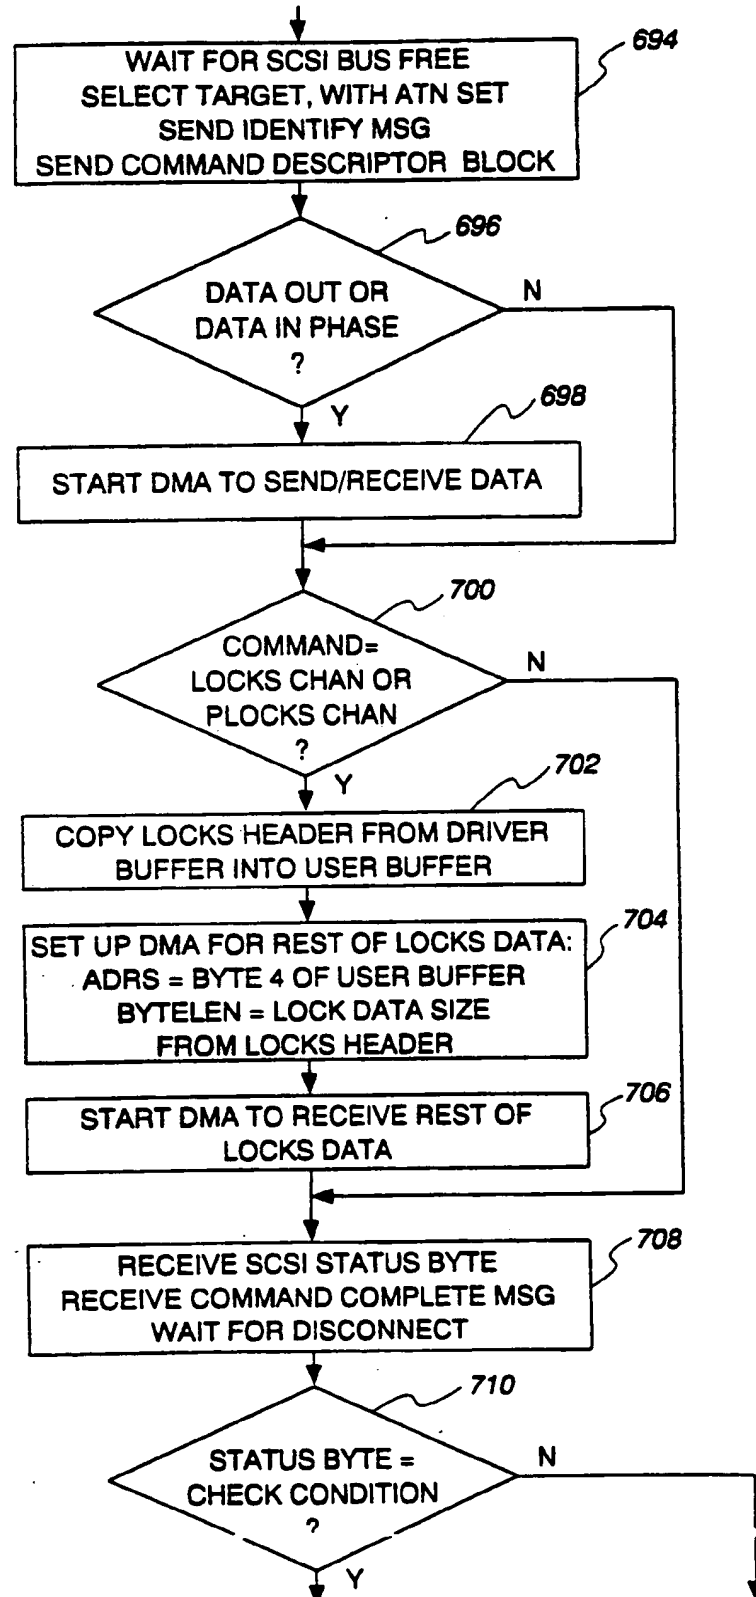 694
WAIT FOR SCSI BUS FREE
SELECT TARGET, WITH ATN SET
SEND IDENTIFY MSG
SEND COMMAND DESCRIPTOR BLOCK
696
DATA OUT OR
DATA IN PHASE
?
N
Y
698
START DMA TO SEND/RECEIVE DATA
700
COMMAND=
LOCKS CHAN OR
PLOCKS CHAN
?
N
Y
702
COPY LOCKS HEADER FROM DRIVER
BUFFER INTO USER BUFFER
704
SET UP DMA FOR REST OF LOCKS DATA:
ADRS = BYTE 4 OF USER BUFFER
BYTELEN = LOCK DATA SIZE
FROM LOCKS HEADER
706
START DMA TO RECEIVE REST OF
LOCKS DATA
708
RECEIVE SCSI STATUS BYTE
RECEIVE COMMAND COMPLETE MSG
WAIT FOR DISCONNECT
710
STATUS BYTE =
CHECK CONDITION
?
N
Y